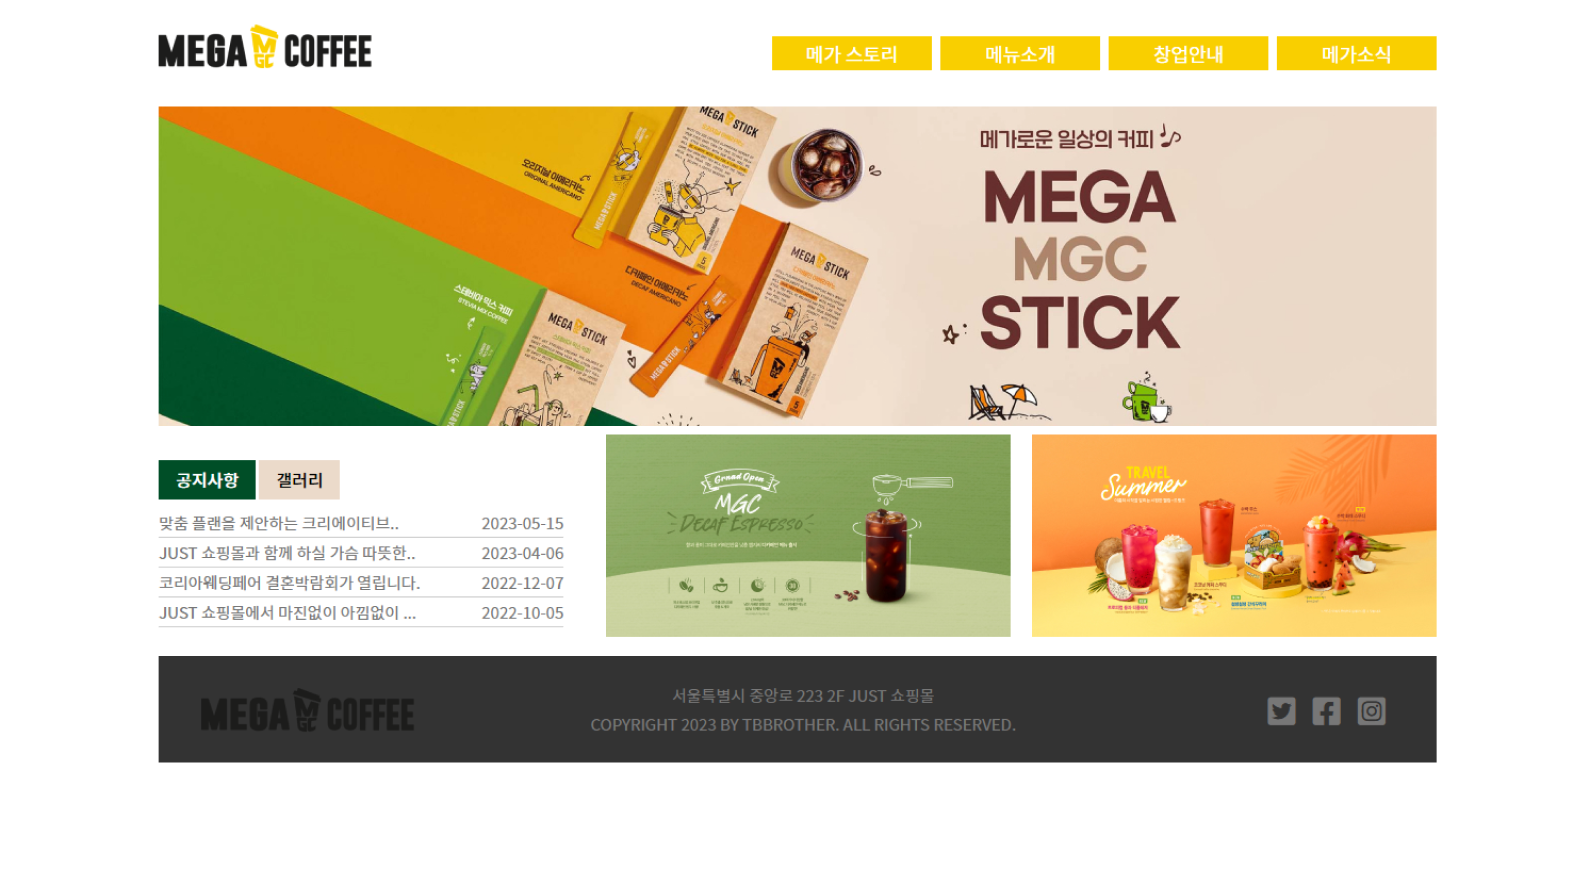 MEGA MGC COFFEE
메가 스토리
메뉴소개
창업안내
메가소식
오리지널 아메리카노
ORIGINAL AMERICANO
MEGA STICK
디카페인 아메리카노
DECAF AMERICANO
MEGA STICK
스테비아 믹스 커피
STEVIA MIX COFFEE
MEGA STICK
메가로운 일상의 커피
MEGA
MGC
STICK
공지사항
갤러리
맞춤 플랜을 제안하는 크리에이티브.. 2023-05-15
JUST 쇼핑몰과 함께 하실 가슴 따뜻한.. 2023-04-06
코리아웨딩페어 결혼박람회가 열립니다. 2022-12-07
JUST 쇼핑몰에서 마진없이 아낌없이 ... 2022-10-05
Grand Open
MGC
DECAF ESPRESSO
TRAVEL
Summer
MEGA MGC COFFEE
서울특별시 중앙로 223 2F JUST 쇼핑몰
COPYRIGHT 2023 BY TBBROTHER. ALL RIGHTS RESERVED.